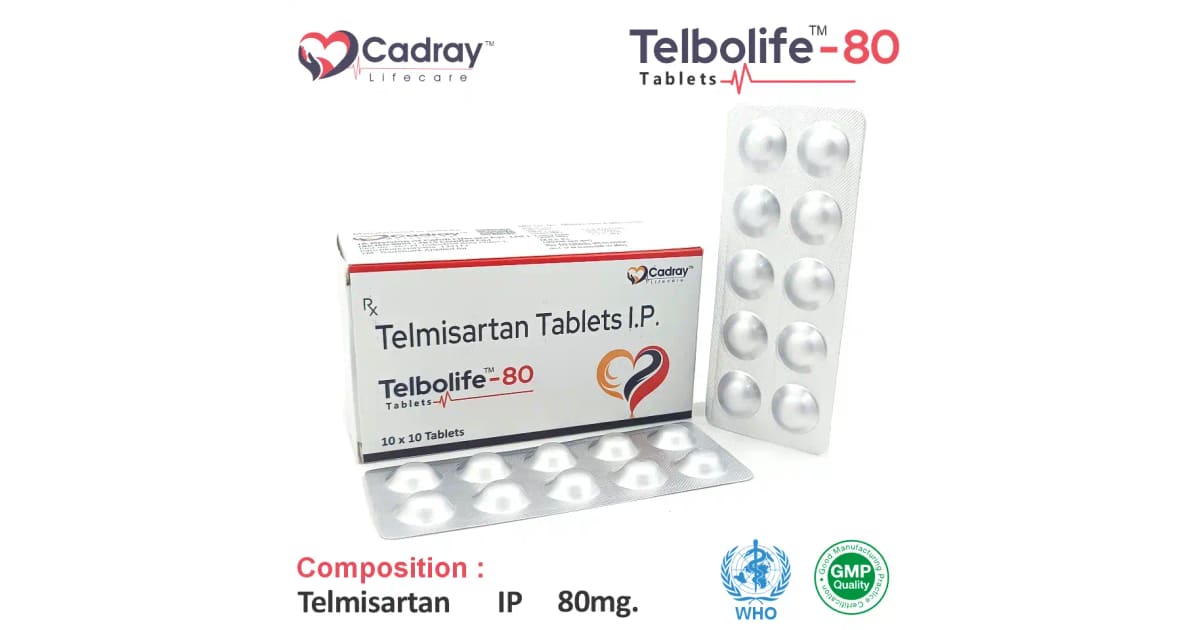 Cadray™
Lifecare
Telbolife™-80
Tablets
Cadray
Cadray™
Lifecare
Rx
Telmisartan Tablets I.P.
Telbolife™-80
Tablets
10 x 10 Tablets
Composition :
Telmisartan IP 80mg.
WHO
Good Manufacturing
GMP
Quality
Practice Certification